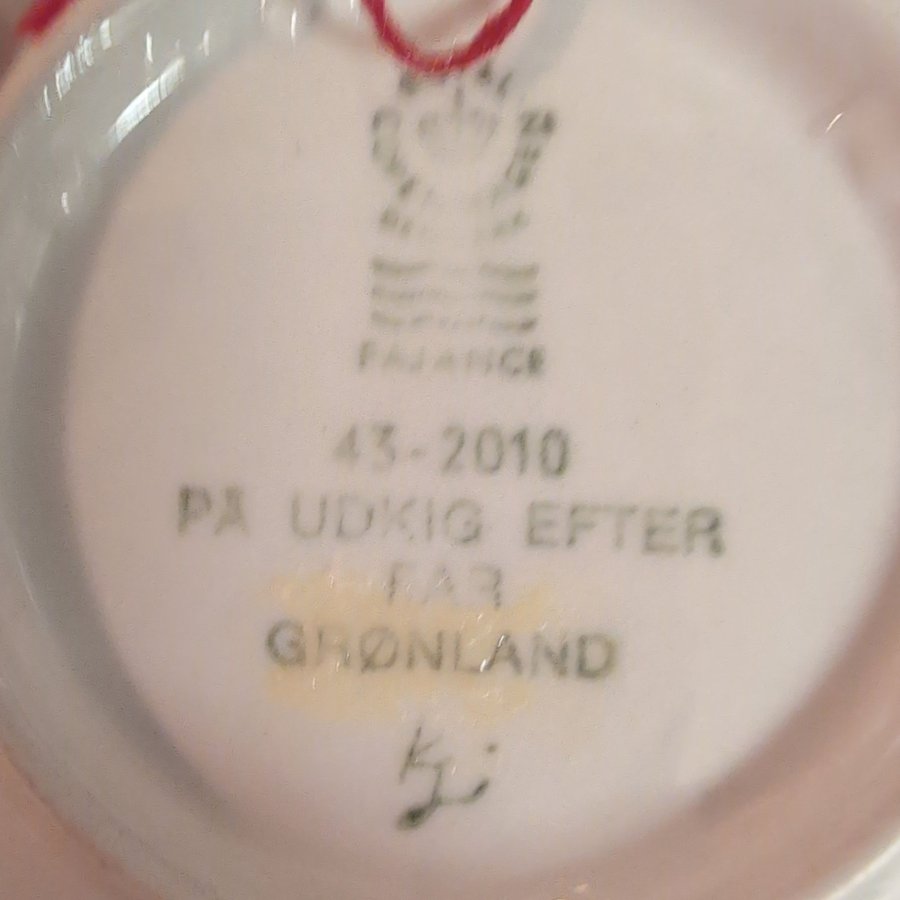 FAJANCE
43-2010
PÅ UDKIG EFTER
FAR
GRØNLAND